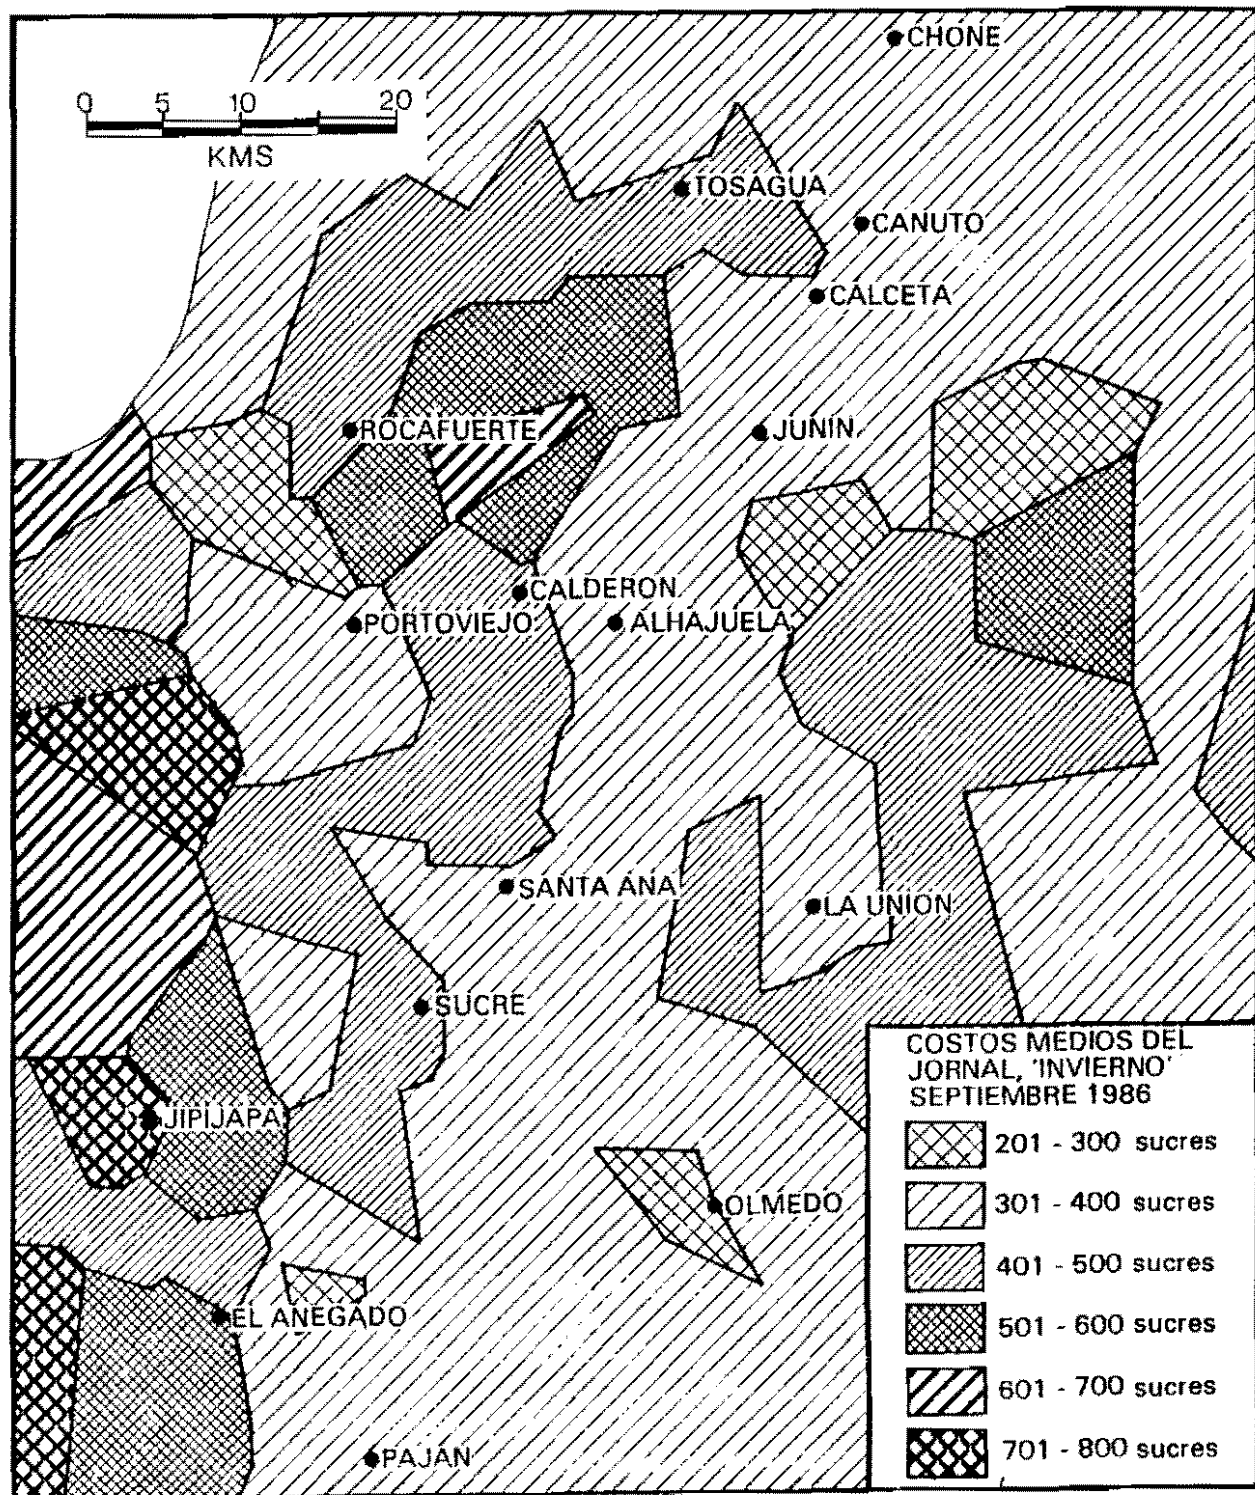 CHONE
0 5 10 20
KMS
TOSAGUA
CANUTO
CALCETA
ROCAFUERTE
JUNIN
CALDERON
PORTOVIEJO
ALHAJUELA
SANTA ANA
LA UNION
SUCRE
JIPIJAPA
OLMEDO
EL ANEGADO
PAJAN
COSTOS MEDIOS DEL
JORNAL, 'INVIERNO'
SEPTIEMBRE 1986
201 - 300 sucres
301 - 400 sucres
401 - 500 sucres
501 - 600 sucres
601 - 700 sucres
701 - 800 sucres